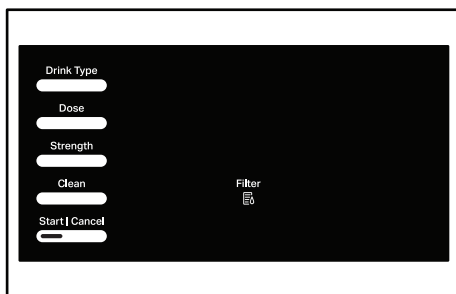 Drink Type
Dose
Strength
Clean
Filter
Start | Cancel